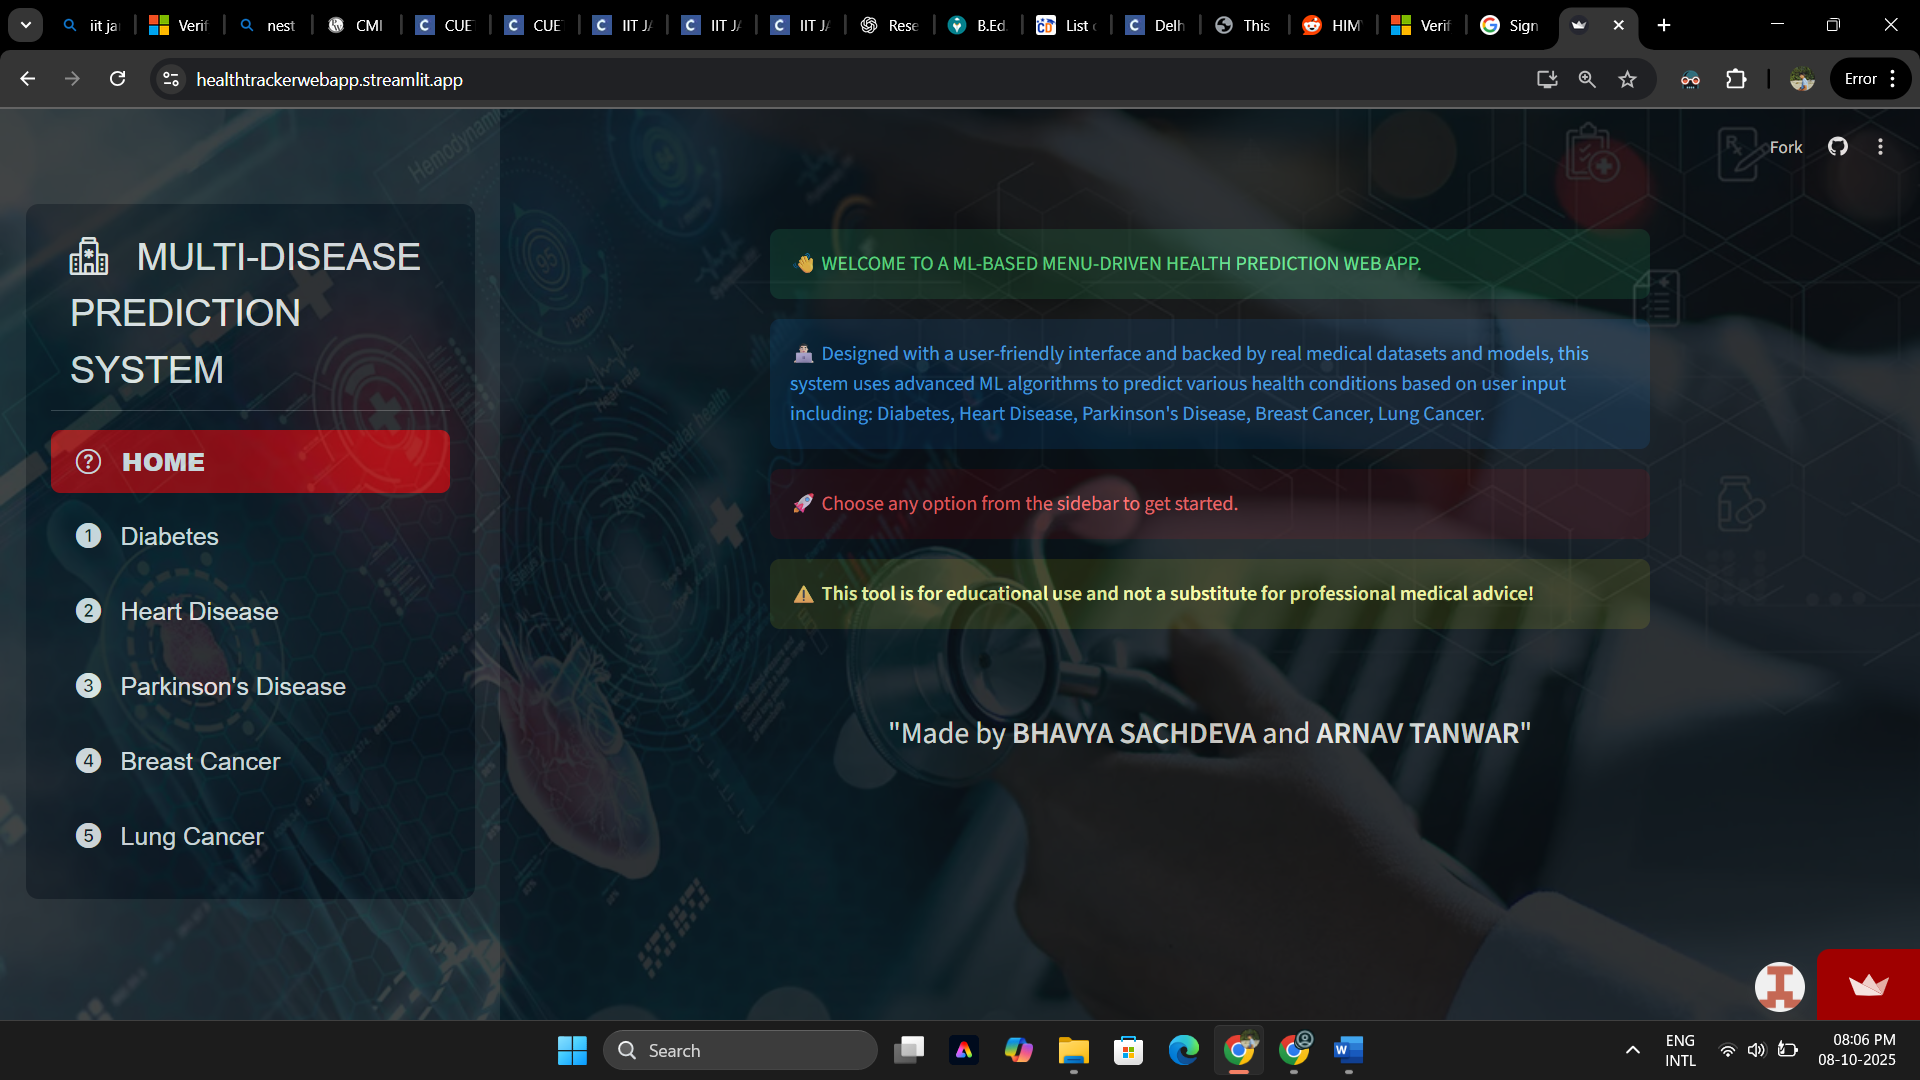 iit ja
Verif
nest
CMI
CUE
CUE
IIT JA
IIT JA
IIT JA
Rese
B.Ed.
List
Delh
This
HIM
Verif
Sign
healthtrackerwebapp.streamlit.app
Error
Fork
MULTI-DISEASE
PREDICTION
SYSTEM
HOME
1 Diabetes
2 Heart Disease
3 Parkinson's Disease
4 Breast Cancer
5 Lung Cancer
👋 WELCOME TO A ML-BASED MENU-DRIVEN HEALTH PREDICTION WEB APP.
👨🏻‍💻 Designed with a user-friendly interface and backed by real medical datasets and models, this
system uses advanced ML algorithms to predict various health conditions based on user input
including: Diabetes, Heart Disease, Parkinson's Disease, Breast Cancer, Lung Cancer.
🚀 Choose any option from the sidebar to get started.
⚠️ This tool is for educational use and not a substitute for professional medical advice!
"Made by BHAVYA SACHDEVA and ARNAV TANWAR"
Hemodynamic
Heart rate
95
bpm
Search
ENG
INTL
08:06 PM
08-10-2025